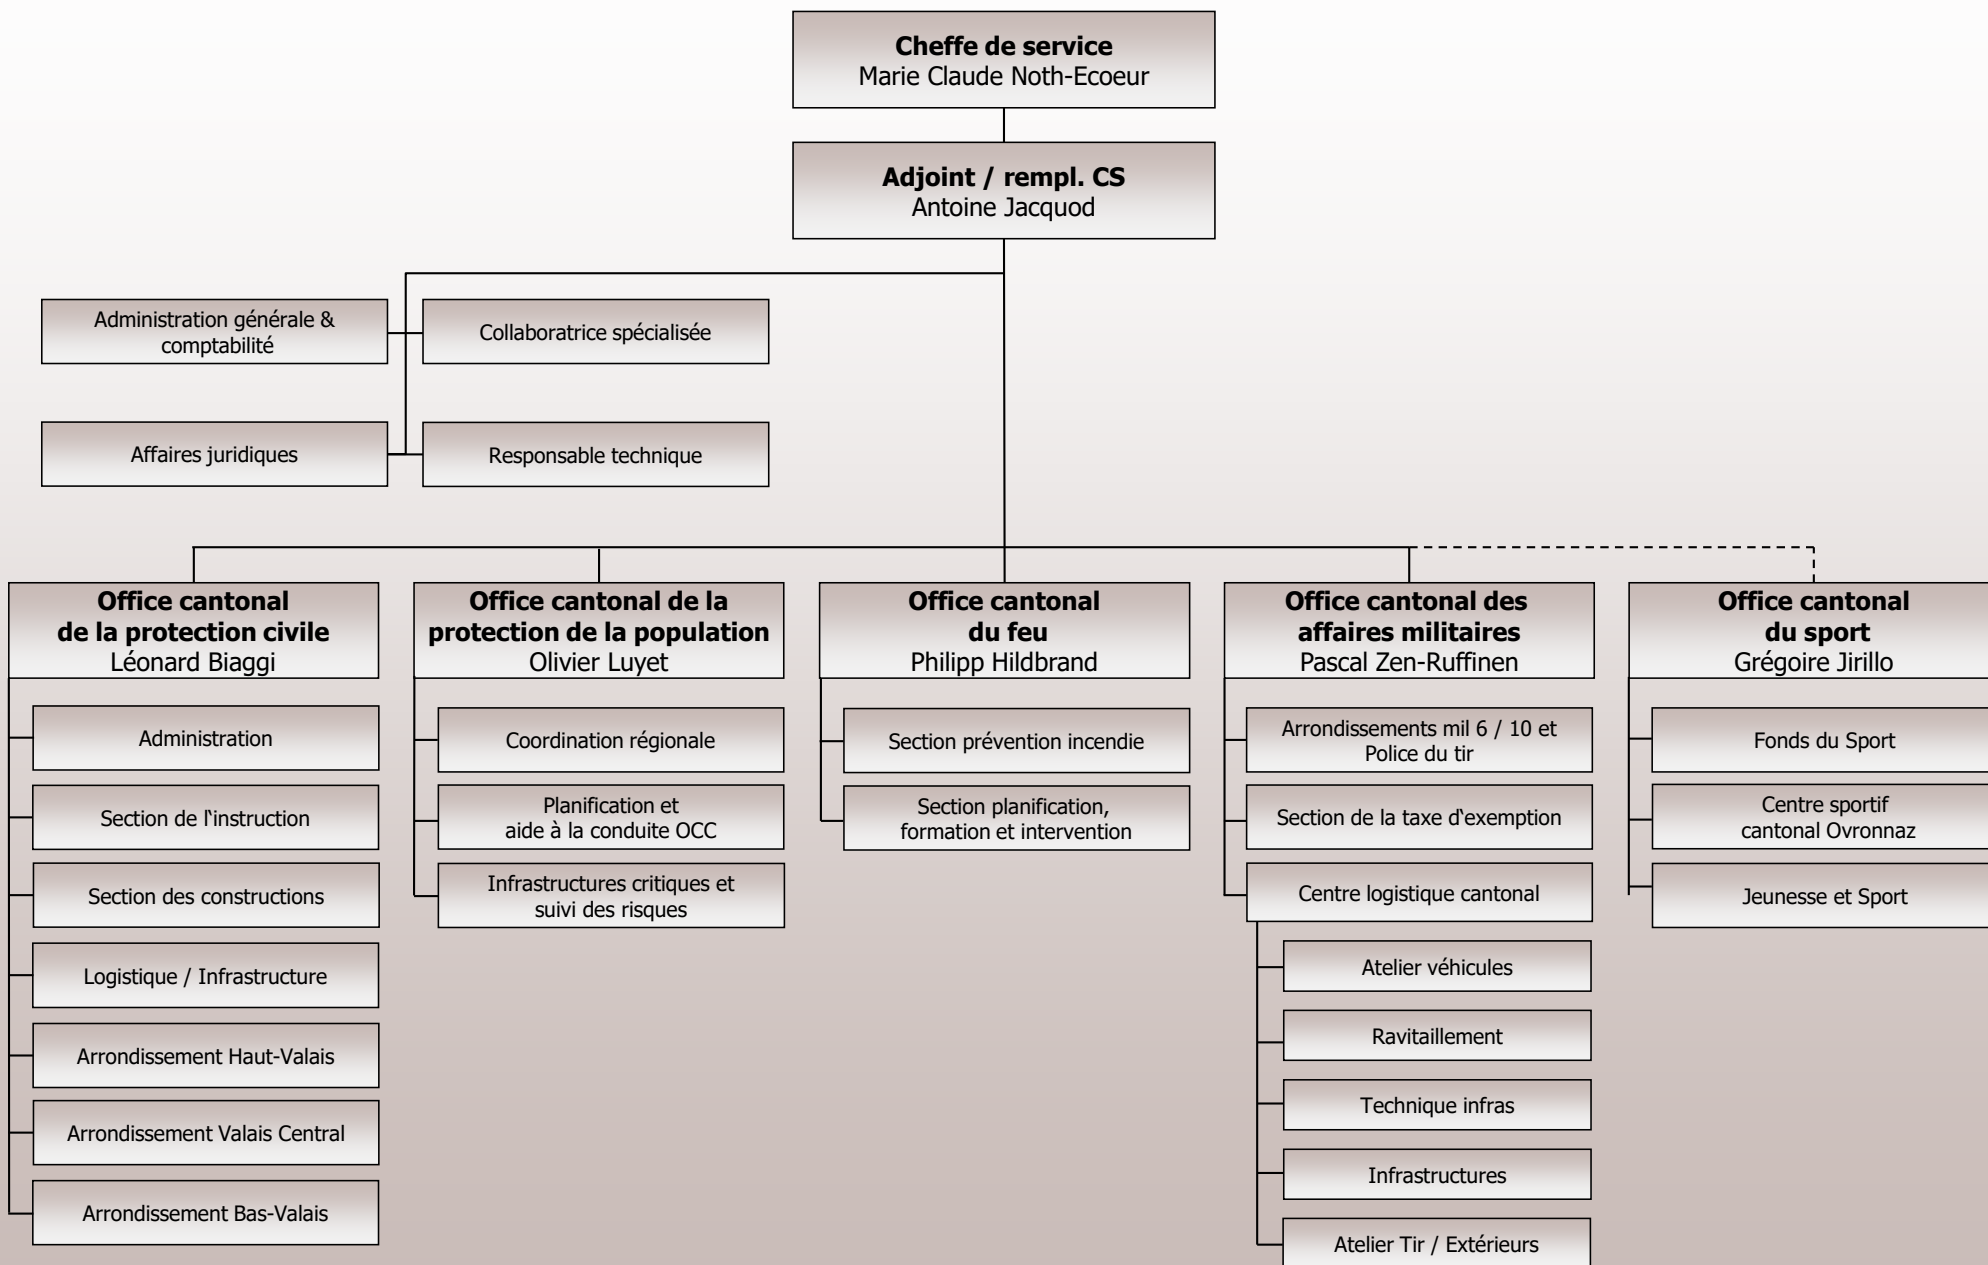 Cheffe de service
Marie Claude Noth-Ecoeur
Adjoint / rempl. CS
Antoine Jacquod
Administration générale &
comptabilité
Collaboratrice spécialisée
Affaires juridiques
Responsable technique
Office cantonal
de la protection civile
Léonard Biaggi
Administration
Section de l‘instruction
Section des constructions
Logistique / Infrastructure
Arrondissement Haut-Valais
Arrondissement Valais Central
Arrondissement Bas-Valais
Office cantonal de la
protection de la population
Olivier Luyet
Coordination régionale
Planification et
aide à la conduite OCC
Infrastructures critiques et
suivi des risques
Office cantonal
du feu
Philipp Hildbrand
Section prévention incendie
Section planification,
formation et intervention
Office cantonal des
affaires militaires
Pascal Zen-Ruffinen
Arrondissements mil 6 / 10 et
Police du tir
Section de la taxe d‘exemption
Centre logistique cantonal
Atelier véhicules
Ravitaillement
Technique infras
Infrastructures
Atelier Tir / Extérieurs
Office cantonal
du sport
Grégoire Jirillo
Fonds du Sport
Centre sportif
cantonal Ovronnaz
Jeunesse et Sport